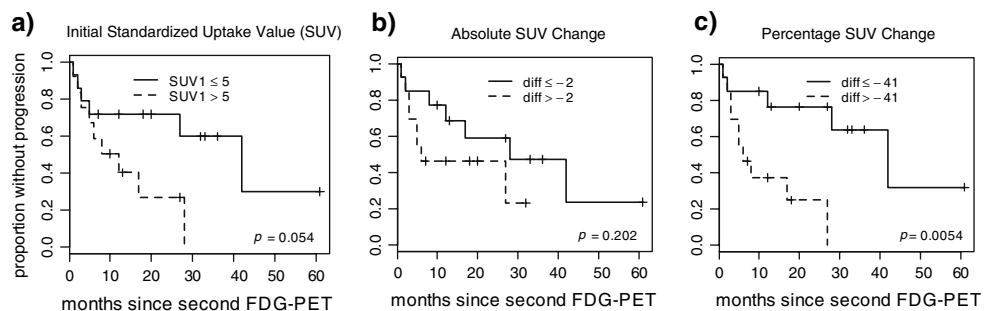 a)
Initial Standardized Uptake Value (SUV)
proportion without progression
1.0
0.8
0.6
0.4
0.2
0.0
SUV1 ≤ 5
SUV1 > 5
p = 0.054
0 10 20 30 40 50 60
months since second FDG-PET
b)
Absolute SUV Change
1.0
0.8
0.6
0.4
0.2
0.0
diff ≤ −2
diff > −2
p = 0.202
0 10 20 30 40 50 60
months since second FDG-PET
c)
Percentage SUV Change
1.0
0.8
0.6
0.4
0.2
0.0
diff ≤ −41
diff > −41
p = 0.0054
0 10 20 30 40 50 60
months since second FDG-PET